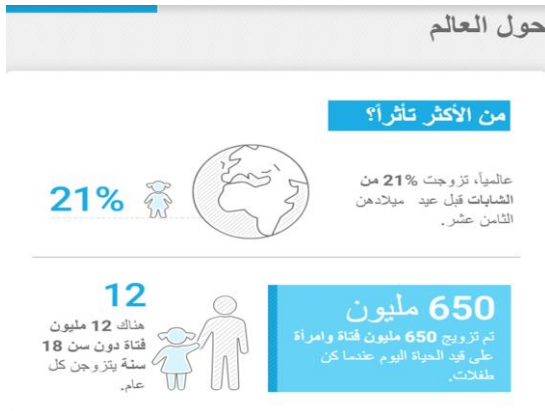 حول العالم
من الأكثر تأثراً؟
عالمياً، تزوجت 21% من
الشابات قبل عيد ميلادهن
الثامن عشر.
21%
650 مليون
تم تزويج 650 مليون فتاة وامرأة
على قيد الحياة اليوم عندما كن
طفلات.
12
هناك 12 مليون
فتاة دون سن 18
سنة يتزوجن كل
عام.